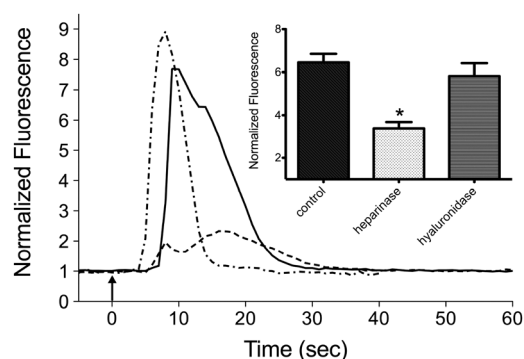 Normalized Fluorescence
9
8
7
6
5
4
3
2
1
0
0 10 20 30 40 50 60
Time (sec)
Normalized Fluorescence
8
6
4
2
*
control
heparinase
hyaluronidase